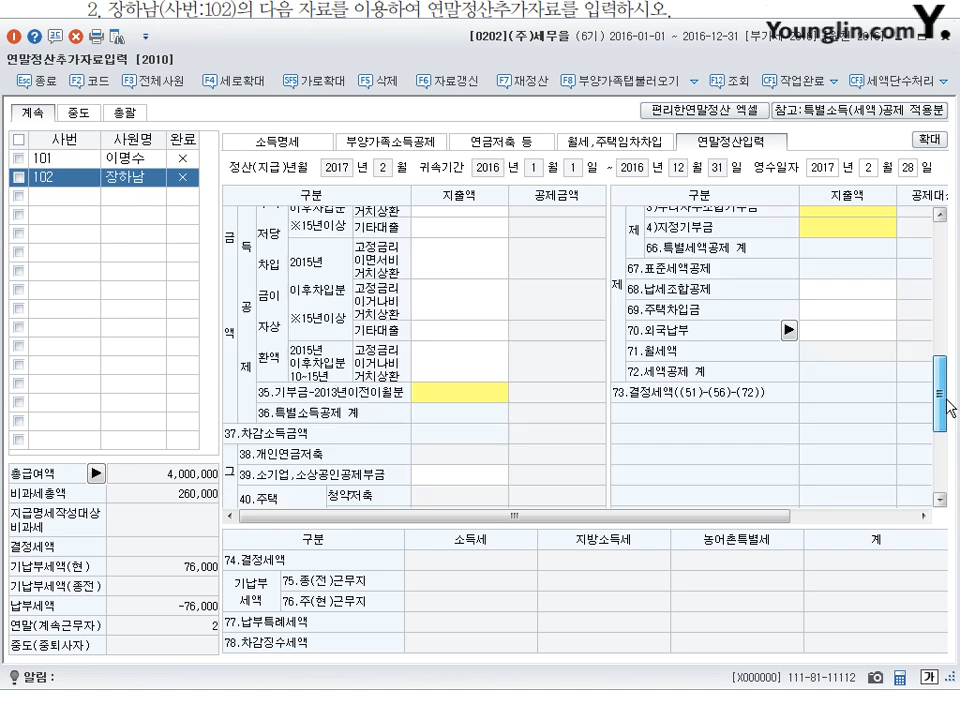 2. 장하남(사번:102)의 다음 자료를 이용하여 연말정산추가자료를 입력하시오.
Younglin.com Y.
[0202](주)세무을 (6기) 2016-01-01 ~ 2016-12-31
연말정산추가자료입력 [2010]
Esc 종료 F2 코드 F3 전체사원 F4 세로확대 SF5 가로확대 F5 삭제 F6 자료갱신 F7 재정산 F8 부양가족탭불러오기 F12 조회 CF1 작업완료 CF3 세액단수처리
계속 중도 총괄 편리한연말정산 엑셀 참고:특별소득(세액)공제 적용분
사번 사원명 완료
101 이명수 ×
102 장하남 ×
소득명세 부양가족소득공제 연금저축 등 월세,주택임차차입 연말정산입력 확대
정산(지급)년월 2017 년 2 월 귀속기간 2016 년 1 월 1 일 ~ 2016 년 12 월 31 일 영수일자 2017 년 2 월 28 일
구분 지출액 공제금액
이후차입분 거치상환
※15년이상 기타대출
금 득 공 액 제
저당 차입 금이 자상 환액
2015년 이후차입분 ※15년이상
고정금리
이면서비
거치상환
고정금리
이거나비
거치상환
기타대출
2015년 이후차입분 10~15년
고정금리
이거나비
거치상환
35.기부금-2013년이전이월분
36.특별소득공제 계
37.차감소득금액
그
38.개인연금저축
39.소기업,소상공인공제부금
40.주택 청약저축
구분 지출액
제
4)지정기부금
66.특별세액공제 계
제
67.표준세액공제
68.납세조합공제
69.주택차입금
70.외국납부
71.월세액
72.세액공제 계
73.결정세액((51)-(56)-(72))
총급여액 4,000,000
비과세총액 260,000
지급명세작성대상
비과세
결정세액
기납부세액(현) 76,000
기납부세액(종전)
납부세액 -76,000
연말(계속근무자) 2
중도(중퇴사자)
구분 소득세 지방소득세 농어촌특별세 계
74.결정세액
기납부 세액
75.종(전)근무지
76.주(현)근무지
77.납부특례세액
78.차감징수세액
알림 : [X000000] 111-81-11112 가